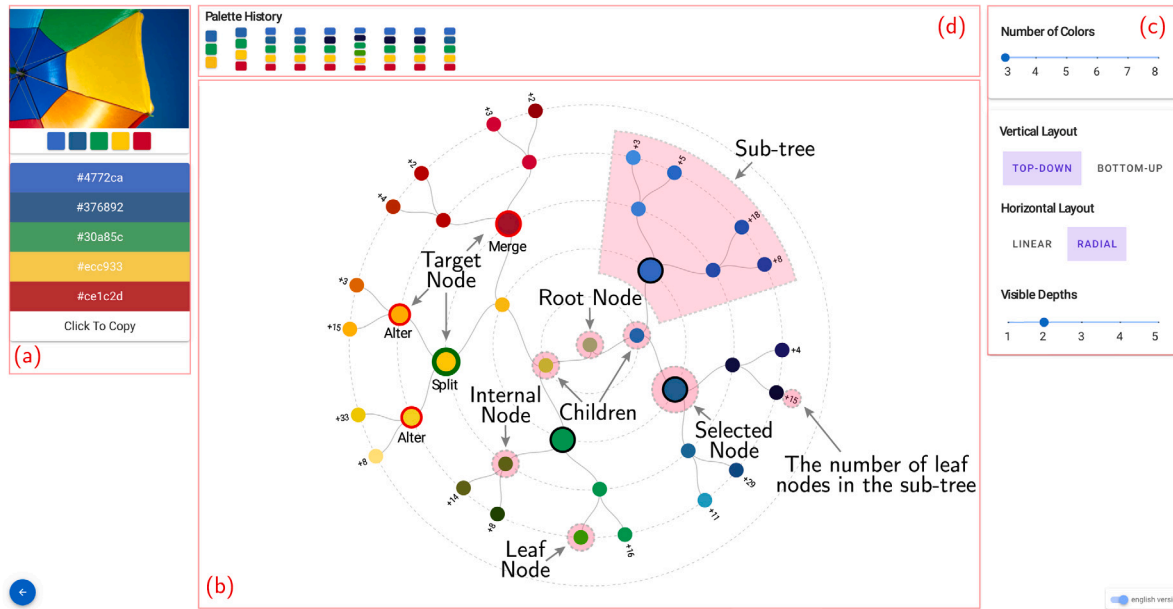 Palette History
(d)
Number of Colors
(c)
3 4 5 6 7 8
#4772ca
#376892
#30a85c
#ecc933
#ce1c2d
Click To Copy
(a)
Vertical Layout
TOP-DOWN
BOTTOM-UP
Horizontal Layout
LINEAR
RADIAL
Visible Depths
1 2 3 4 5
+2
+3
+2
+4
Merge
Target
Node
+3
+15
Alter
Split
+33
Alter
+8
Sub-tree
+3
+5
+18
+8
Root Node
Children
Internal
Node
Selected
Node
+4
+15
The number of leaf
nodes in the sub-tree
+29
+11
+14
+8
+16
Leaf
Node
(b)
english versi